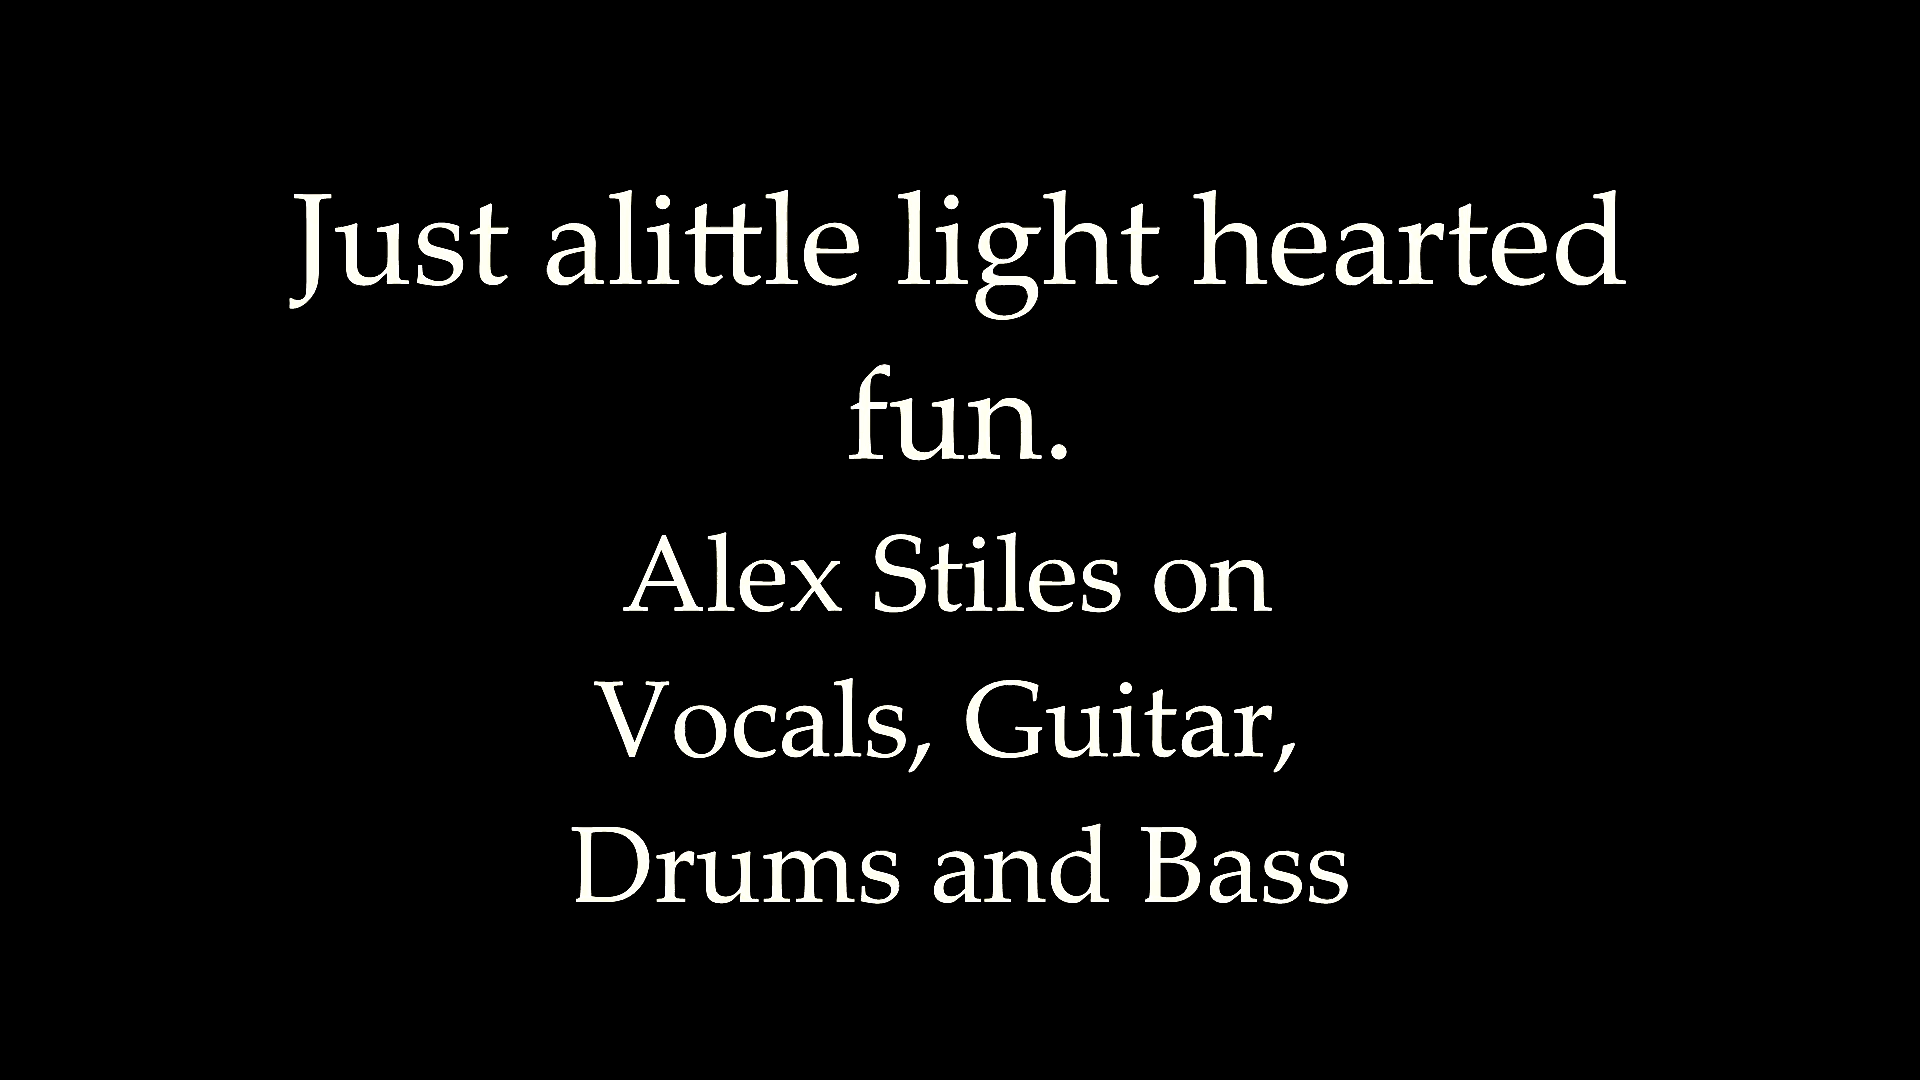 Just alittle light hearted
fun.
Alex Stiles on
Vocals, Guitar,
Drums and Bass